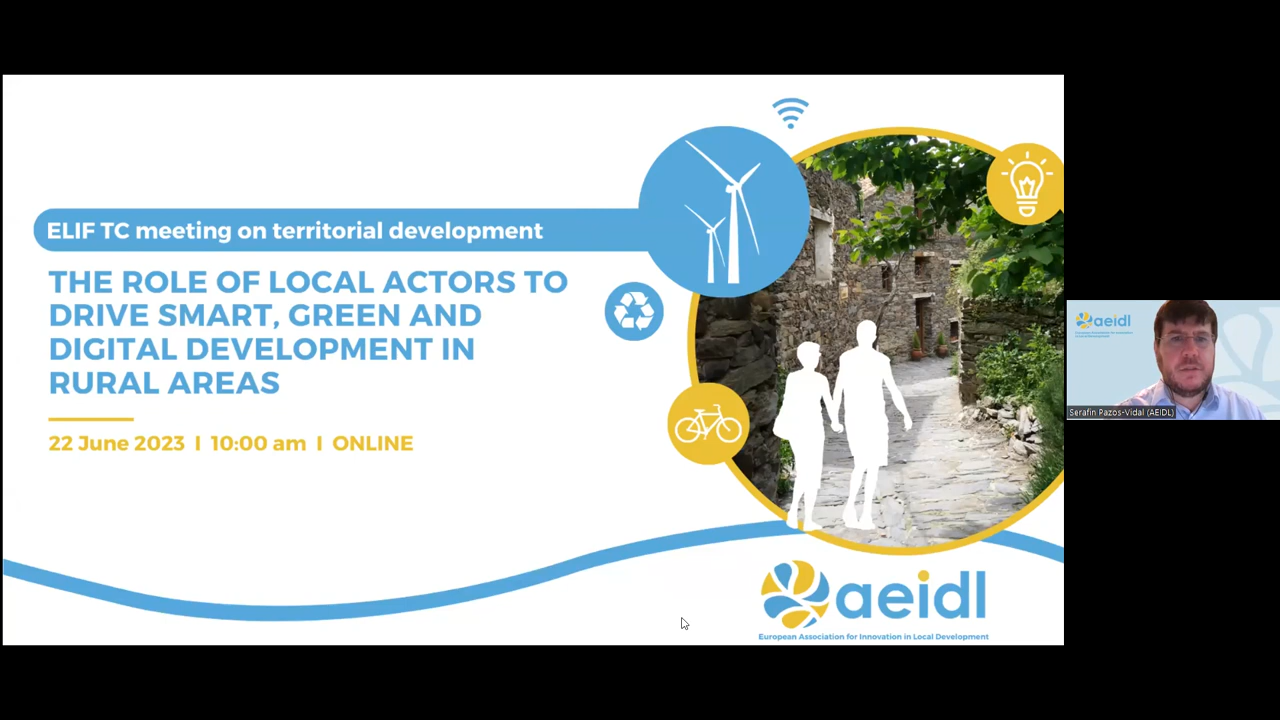 ELIF TC meeting on territorial development
THE ROLE OF LOCAL ACTORS TO
DRIVE SMART, GREEN AND
DIGITAL DEVELOPMENT IN
RURAL AREAS
22 June 2023 I 10:00 am I ONLINE
aeidl
European Association for Innovation in Local Development
aeidl
Serafin Pazos-Vidal (AEIDL)